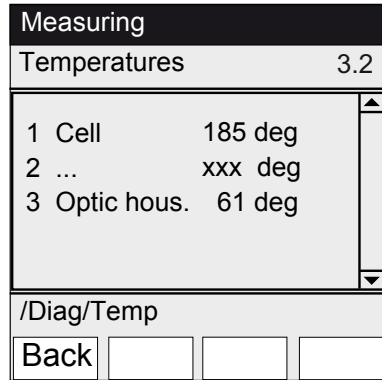 Measuring
Temperatures 3.2
1 Cell 185 deg
2 ... xxx deg
3 Optic hous. 61 deg
/Diag/Temp
Back